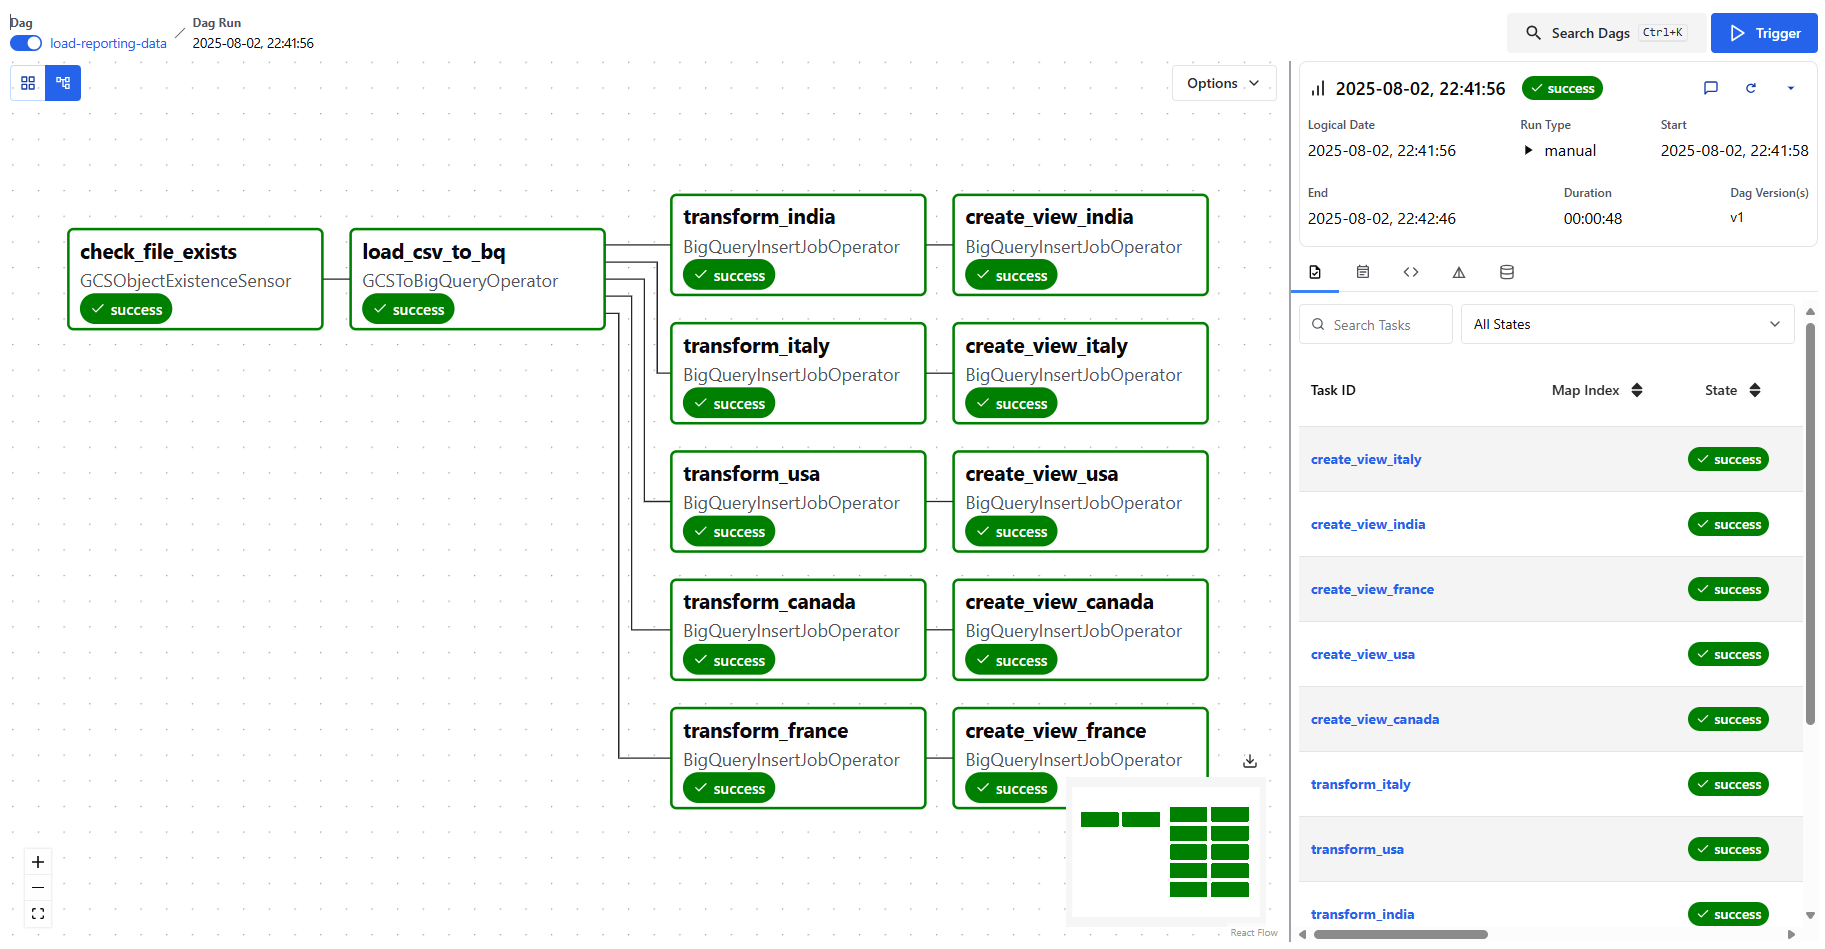 Dag
load-reporting-data
Dag Run
2025-08-02, 22:41:56
Search Dags Ctrl+K
Trigger
Options
check_file_exists
GCSObjectExistenceSensor
success
load_csv_to_bq
GCSToBigQueryOperator
success
transform_india
BigQueryInsertJobOperator
success
create_view_india
BigQueryInsertJobOperator
success
transform_italy
BigQueryInsertJobOperator
success
create_view_italy
BigQueryInsertJobOperator
success
transform_usa
BigQueryInsertJobOperator
success
create_view_usa
BigQueryInsertJobOperator
success
transform_canada
BigQueryInsertJobOperator
success
create_view_canada
BigQueryInsertJobOperator
success
transform_france
BigQueryInsertJobOperator
success
create_view_france
BigQueryInsertJobOperator
success
React Flow
2025-08-02, 22:41:56 success
Logical Date
2025-08-02, 22:41:56
Run Type
manual
Start
2025-08-02, 22:41:58
End
2025-08-02, 22:42:46
Duration
00:00:48
Dag Version(s)
v1
Search Tasks
All States
Task ID Map Index State
create_view_italy success
create_view_india success
create_view_france success
create_view_usa success
create_view_canada success
transform_italy success
transform_usa success
transform_india success